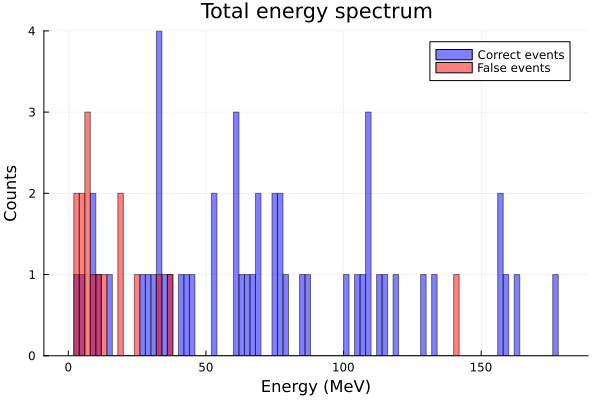 Total energy spectrum
Correct events
False events
4
3
2
1
0
Counts
0 50 100 150
Energy (MeV)